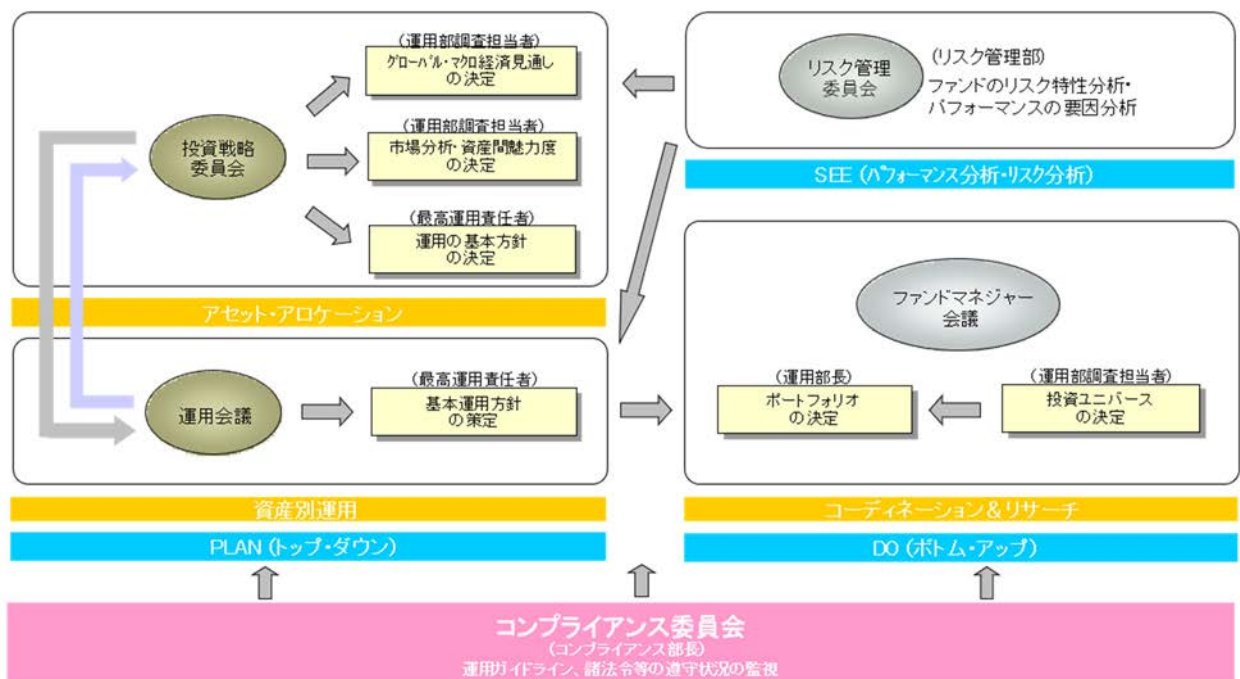 (運用部調査担当者)
グローバル・マクロ経済見通し
の決定
投資戦略
委員会
(運用部調査担当者)
市場分析・資産間魅力度
の決定
(最高運用責任者)
運用の基本方針
の決定
アセット・アロケーション
リスク管理
委員会
(リスク管理部)
ファンドのリスク特性分析・
パフォーマンスの要因分析
SEE (パフォーマンス分析・リスク分析)
運用会議
(最高運用責任者)
基本運用方針
の策定
資産別運用
PLAN (トップ・ダウン)
ファンドマネジャー
会議
(運用部長)
ポートフォリオ
の決定
(運用部調査担当者)
投資ユニバース
の決定
コーディネーション＆リサーチ
DO (ボトム・アップ)
コンプライアンス委員会
(コンプライアンス部長)
運用ガイドライン、諸法令等の遵守状況の監視